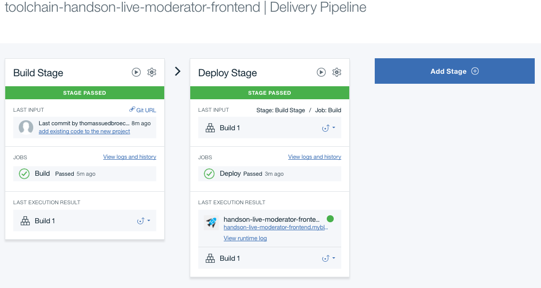 toolchain-handson-live-moderator-frontend | Delivery Pipeline
Build Stage
STAGE PASSED
LAST INPUT
Git URL
Last commit by thomassuedbroec... 8m ago
add existing code to the new project
JOBS
View logs and history
Build Passed 5m ago
LAST EXECUTION RESULT
Build 1
Deploy Stage
STAGE PASSED
LAST INPUT
Stage: Build Stage / Job: Build
Build 1
JOBS
View logs and history
Deploy Passed 3m ago
LAST EXECUTION RESULT
handson-live-moderator-fronte...
handson-live-moderator-frontend.mybl...
View runtime log
Build 1
Add Stage